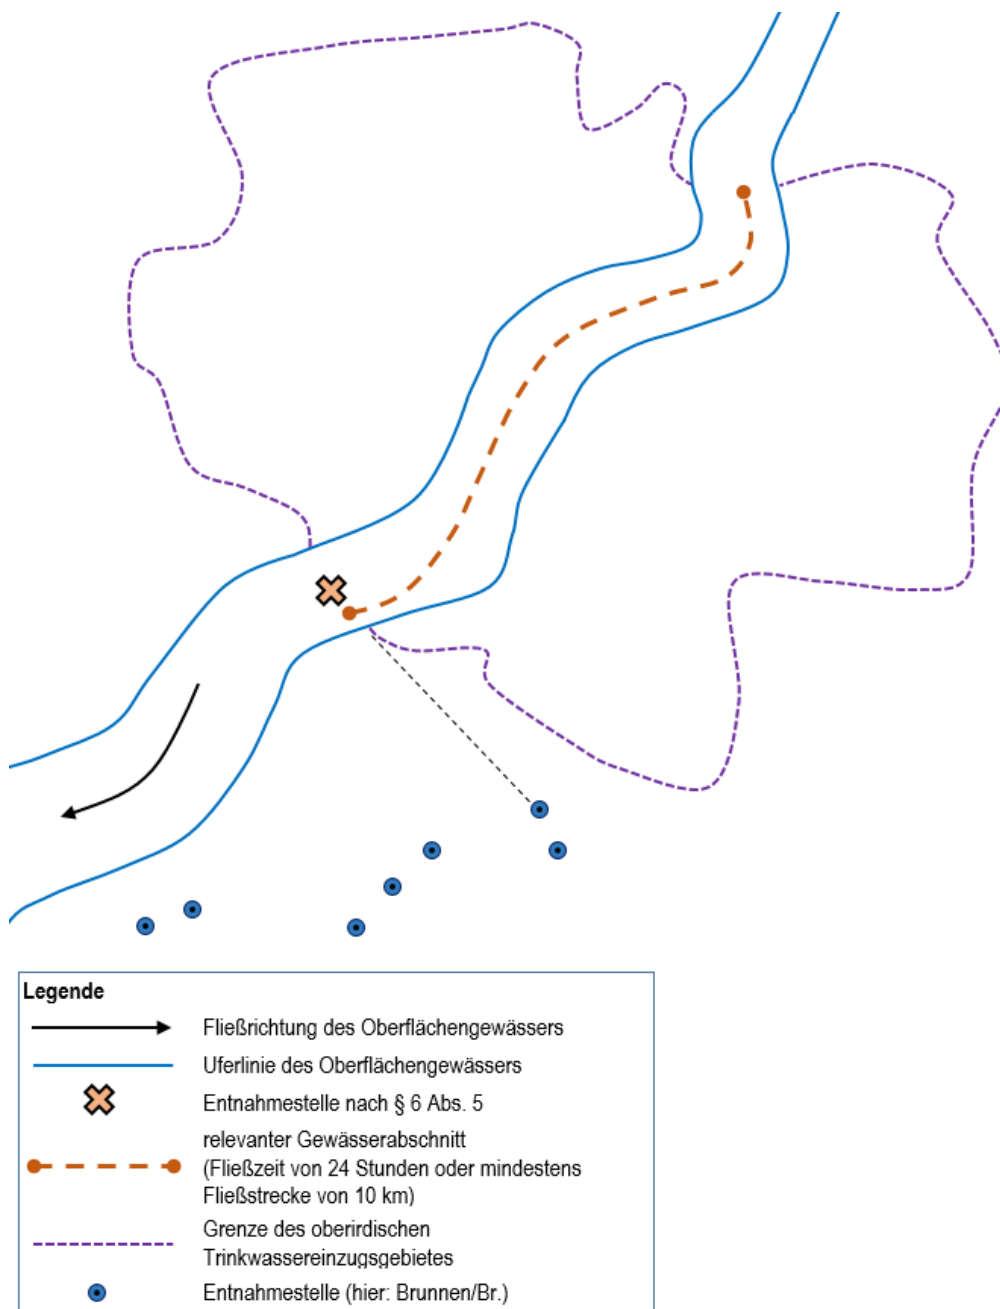 Legende
Fließrichtung des Oberflächengewässers
Uferlinie des Oberflächengewässers
Entnahmestelle nach § 6 Abs. 5
relevanter Gewässerabschnitt
(Fließzeit von 24 Stunden oder mindestens
Fließstrecke von 10 km)
Grenze des oberirdischen
Trinkwassereinzugsgebietes
Entnahmestelle (hier: Brunnen/Br.)